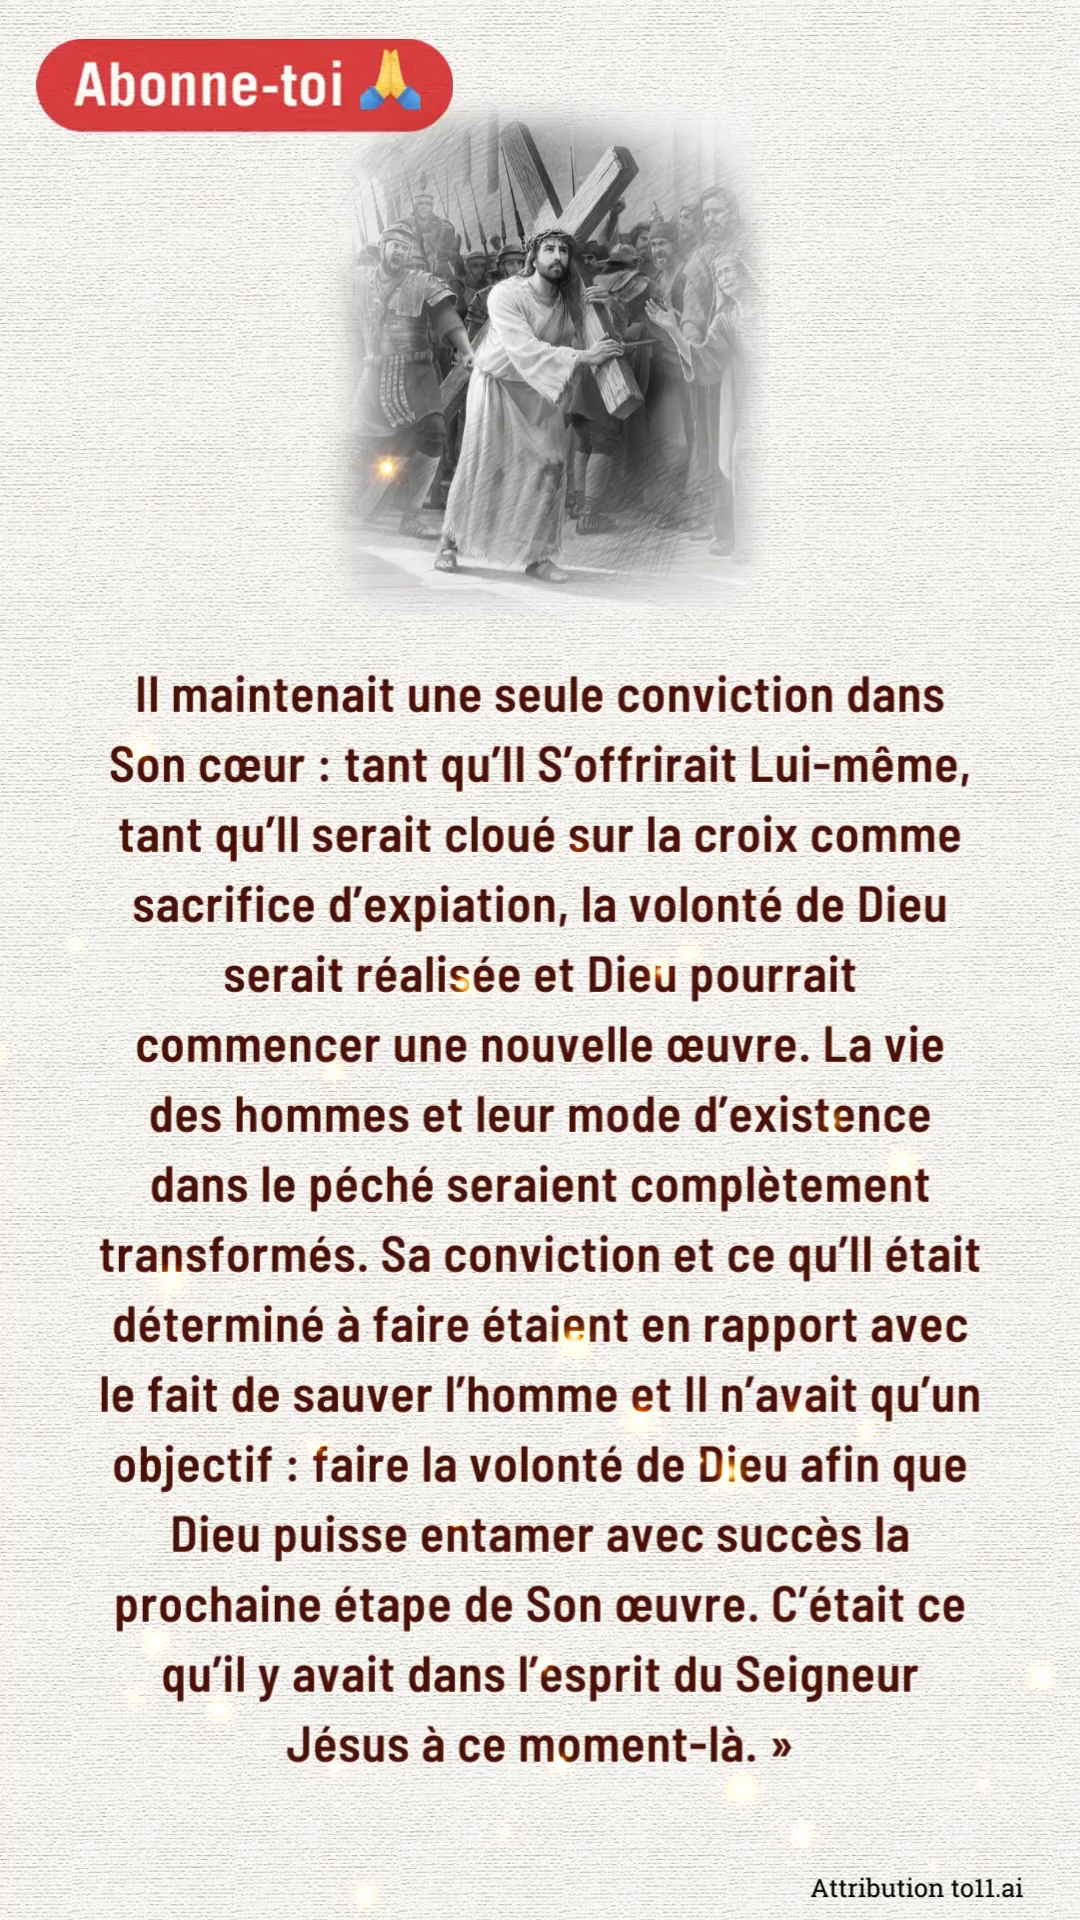 Abonne-toi 🙏
Il maintenait une seule conviction dans
Son cœur : tant qu’Il S’offrirait Lui-même,
tant qu’Il serait cloué sur la croix comme
sacrifice d’expiation, la volonté de Dieu
serait réalisée et Dieu pourrait
commencer une nouvelle œuvre. La vie
des hommes et leur mode d’existence
dans le péché seraient complètement
transformés. Sa conviction et ce qu’Il était
déterminé à faire étaient en rapport avec
le fait de sauver l’homme et Il n’avait qu’un
objectif : faire la volonté de Dieu afin que
Dieu puisse entamer avec succès la
prochaine étape de Son œuvre. C’était ce
qu’il y avait dans l’esprit du Seigneur
Jésus à ce moment-là. »
Attribution to11.ai